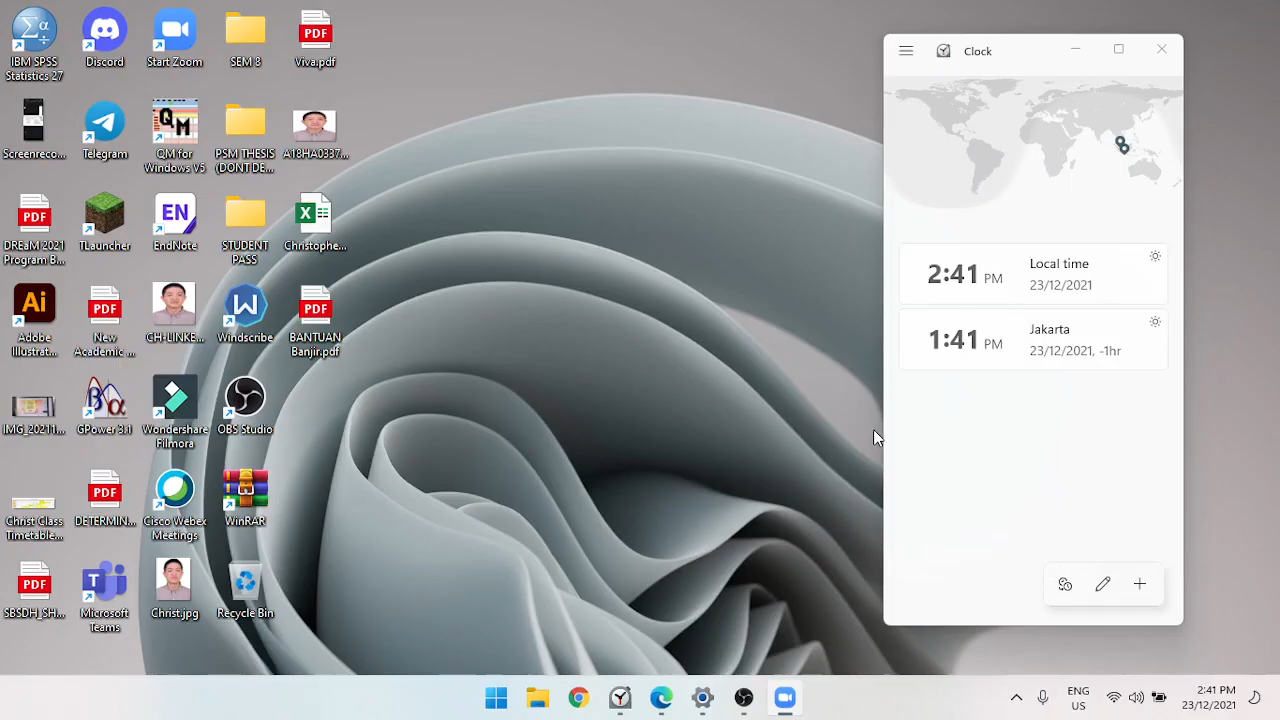 IBM SPSS
Statistics 27
Discord
Start Zoom
SEM 8
PDF
Viva.pdf
Screenreco...
Telegram
QM
QM for
Windows V5
PSM THESIS
(DONT DE...
A18HA0337...
PDF
DREaM 2021
Program B...
TLauncher
EN
EndNote
STUDENT
PASS
Christophe...
Ai
Adobe
Illustrat...
PDF
New
Academic ...
CH-LINKE...
Windscribe
PDF
BANTUAN
Banjir.pdf
IMG_20211...
GPower 3.1
Wondershare
Filmora
OBS Studio
Christ Class
Timetable...
PDF
DETERMIN...
Cisco Webex
Meetings
WinRAR
PDF
SBSDH_SH...
Microsoft
Teams
Christ.jpg
Recycle Bin
Clock
2:41 PM
Local time
23/12/2021
1:41 PM
Jakarta
23/12/2021, -1hr
ENG
US
2:41 PM
23/12/2021